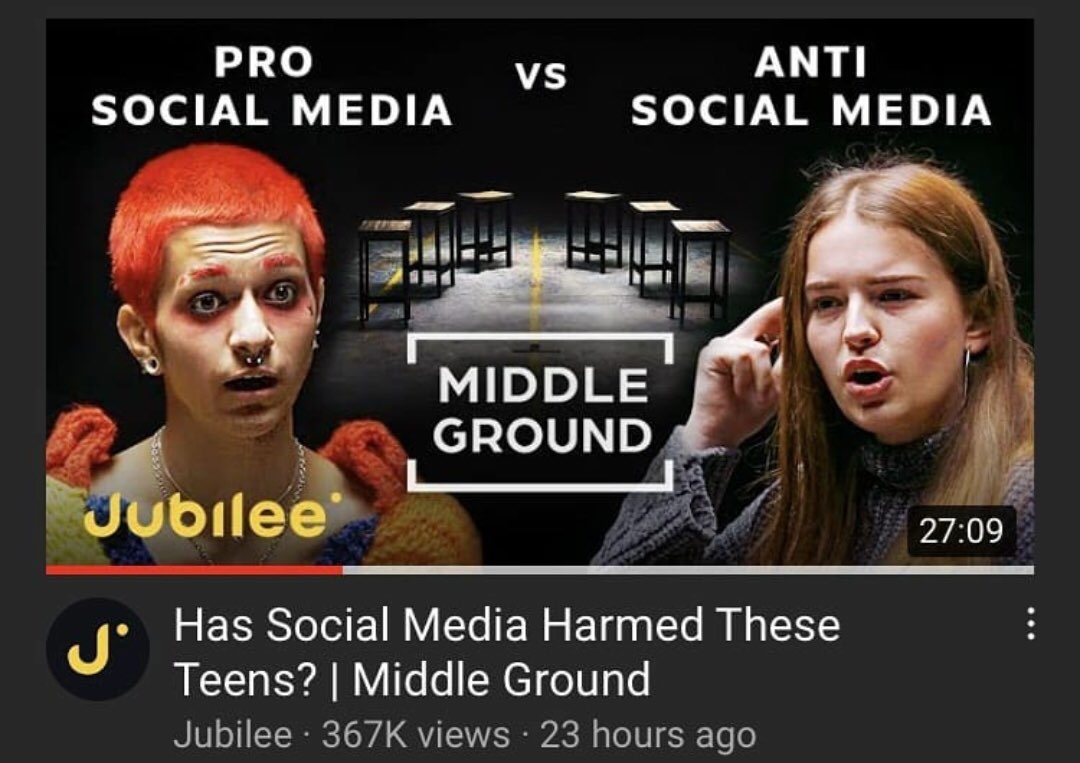 PRO
SOCIAL MEDIA
VS
ANTI
SOCIAL MEDIA
MIDDLE
GROUND
Jubilee
27:09
J
Has Social Media Harmed These
Teens? | Middle Ground
Jubilee · 367K views · 23 hours ago